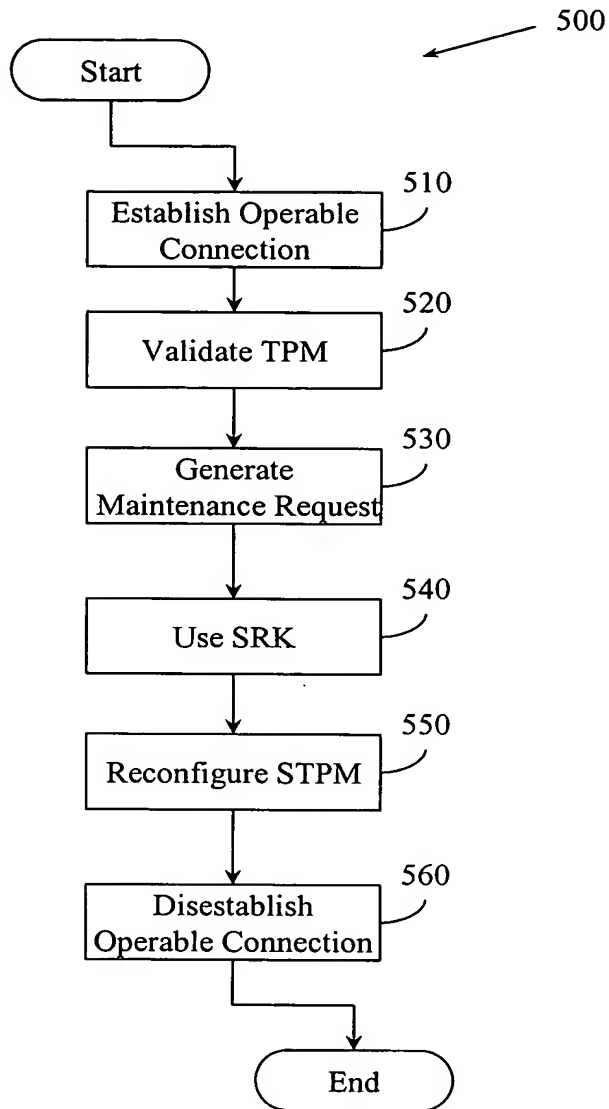 500
Start
510
Establish Operable
Connection
520
Validate TPM
530
Generate
Maintenance Request
540
Use SRK
550
Reconfigure STPM
560
Disestablish
Operable Connection
End